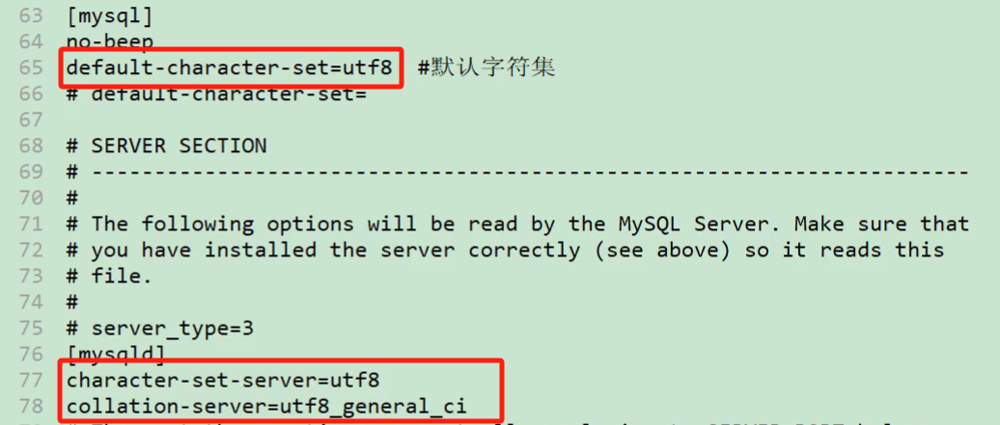 63 [mysql]
64 no-beep
65 default-character-set=utf8 #默认字符集
66 # default-character-set=
67
68 # SERVER SECTION
69 # ----------------------------------------------------------------------
70 #
71 # The following options will be read by the MySQL Server. Make sure that
72 # you have installed the server correctly (see above) so it reads this
73 # file.
74 #
75 # server_type=3
76 [mysqld]
77 character-set-server=utf8
78 collation-server=utf8_general_ci